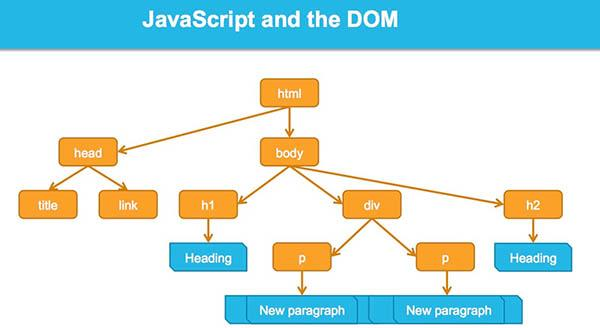 JavaScript and the DOM
html
head
body
title
link
h1
div
h2
Heading
p
p
Heading
New paragraph
New paragraph